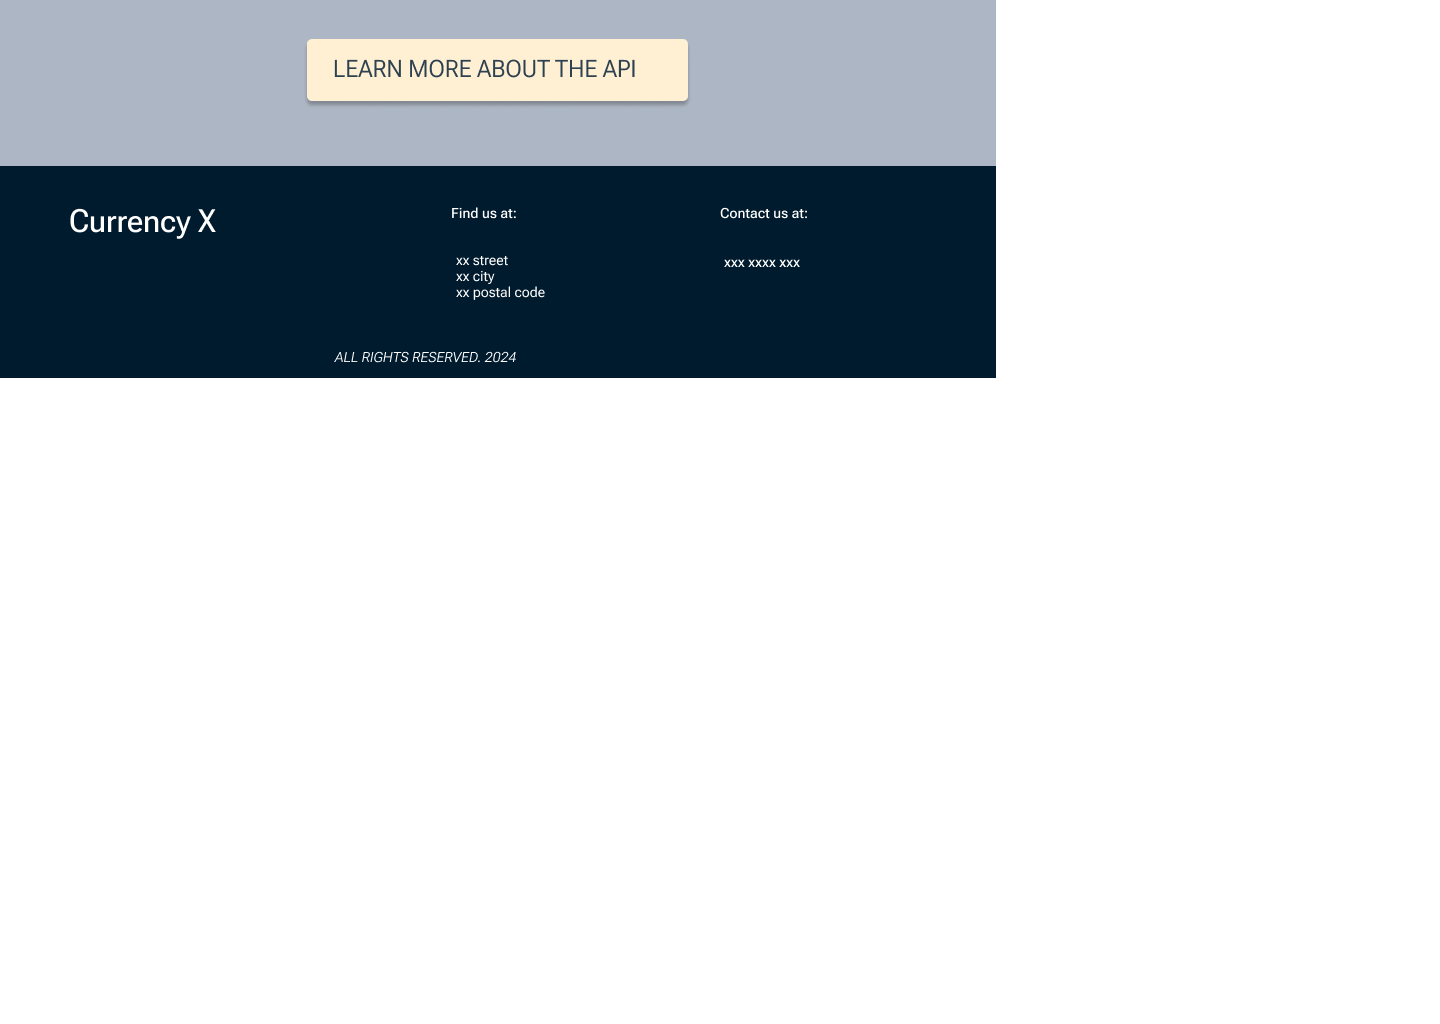 LEARN MORE ABOUT THE API
Currency X
Find us at:
xx street
xx city
xx postal code
Contact us at:
xxx xxxx xxx
ALL RIGHTS RESERVED. 2024